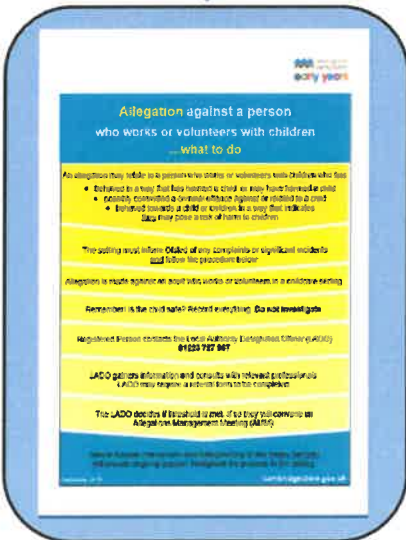 early years
Allegation against a person
who works or volunteers with children
...what to do
An allegation may relate to a person who works or volunteers with children who has
behaved in a way that has harmed a child or may have harmed a child
possibly committed a criminal offence against or related to a child
behaved towards a child or children in a way that indicates
they may pose a risk of harm to children
The setting must inform Ofsted of any complaints or significant incidents
and follow the procedure below
Allegation is made against an adult who works or volunteers in a childcare setting
Remember is the child safe? Record everything. Do not investigate
Registered Person contacts the Local Authority Designated Officer (LADO)
01223 727 967
LADO gathers information and consults with relevant professionals
LADO may require a referral form to be completed
The LADO decides if threshold is met. If so they will convene an
Allegations Management Meeting (AMM)
cambridgeshire.gov.uk